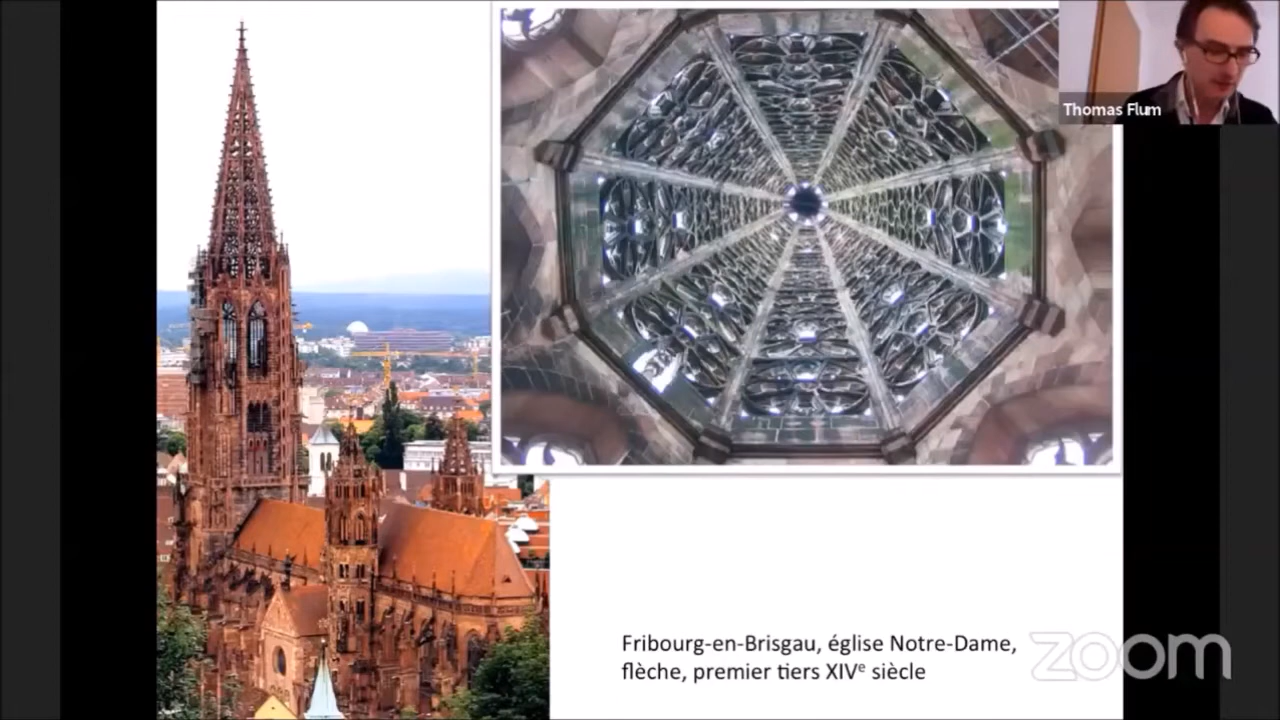 Thomas Flum
Fribourg-en-Brisgau, église Notre-Dame,
flèche, premier tiers XIVe siècle
zoom